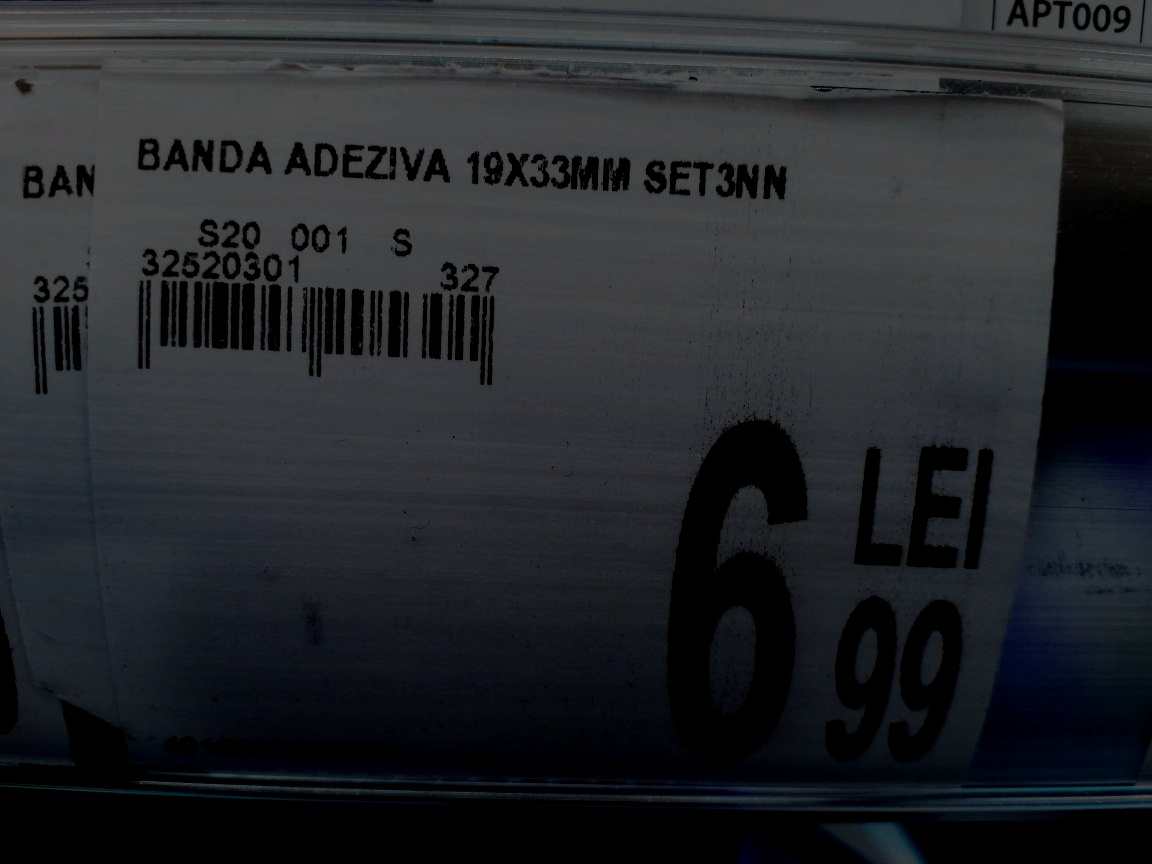 APT009
BANDA ADEZIVA 19X33MM SET3NN
BAN
S20 001 S
32520301 327
325
6 LEI
99